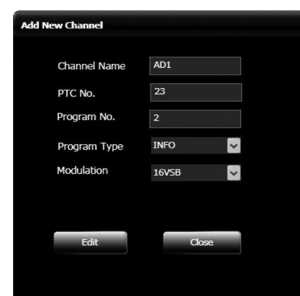 Add New Channel
Channel Name AD1
PTC No. 23
Program No. 2
Program Type INFO
Modulation 16VSB
Edit Close